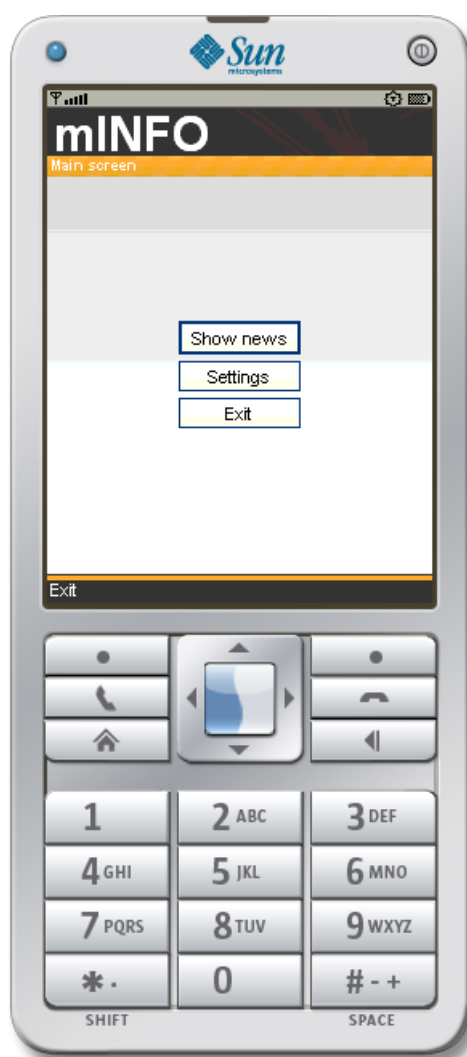 Sun
microsystems
mINFO
Main screen
Show news
Settings
Exit
Exit
1 2 ABC 3 DEF
4 GHI 5 JKL 6 MNO
7 PQRS 8 TUV 9 WXYZ
* . 0 # - +
SHIFT SPACE